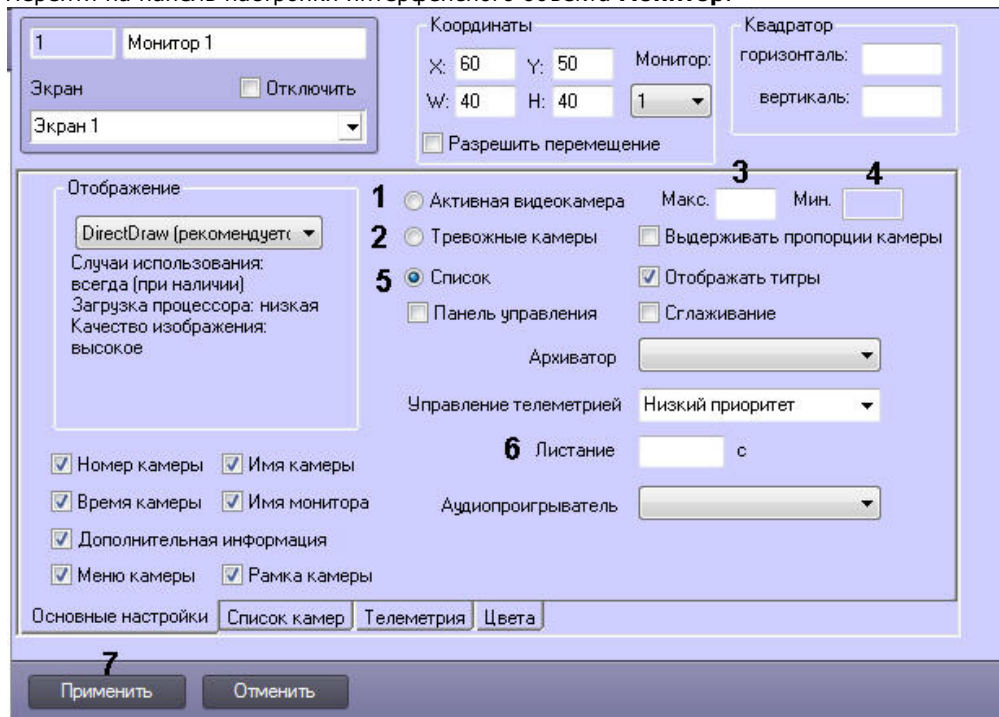 Перейти на панель настройки интерфейсного объекта Монитор.
1 Монитор 1
Экран Отключить
Экран 1
Координаты
X: 60 Y: 50 Монитор:
W: 40 H: 40 1
Разрешить перемещение
Квадратор
горизонталь:
вертикаль:
Отображение
DirectDraw (рекомендуетс
Случаи использования:
всегда (при наличии)
Загрузка процессора: низкая
Качество изображения:
высокое
3 4
1 Активная видеокамера Макс. Мин.
2 Тревожные камеры Выдерживать пропорции камеры
5 Список Отображать титры
Панель управления Сглаживание
Архиватор
Управление телеметрией Низкий приоритет
6 Листание с
Аудиопроигрыватель
Номер камеры Имя камеры
Время камеры Имя монитора
Дополнительная информация
Меню камеры Рамка камеры
Основные настройки Список камер Телеметрия Цвета
7
Применить Отменить